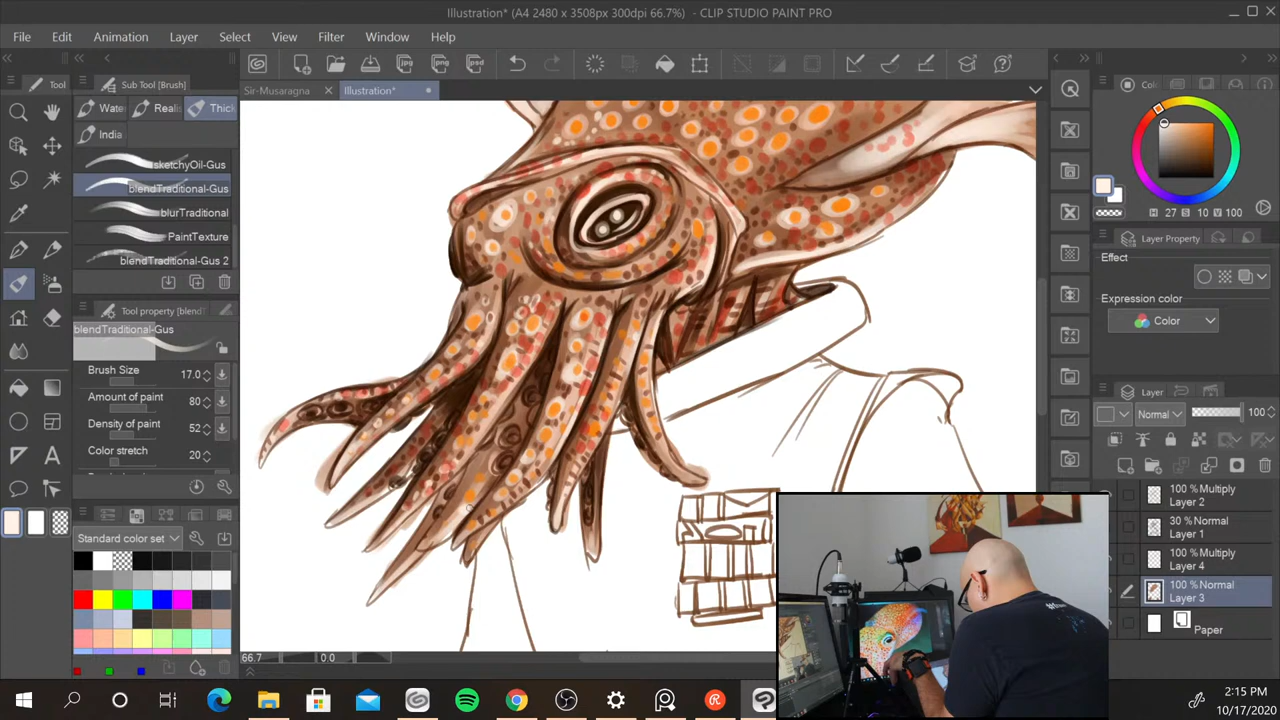 Illustration* (A4 2480 x 3508px 300dpi 66.7%) - CLIP STUDIO PAINT PRO
File Edit Animation Layer Select View Filter Window Help
Tool
Sub Tool [Brush]
Sir-Musaragna
Illustration*
Wate
Reali
Thick
India
sketchyOil-Gus
blendTraditional-Gus
blurTraditional
PaintTexture
blendTraditional-Gus 2
Tool property [blendT
blendTraditional-Gus
Brush Size 17.0
Amount of paint 80
Density of paint 52
Color stretch 20
Standard color set
66.7 0.0
Col
H 27 S 10 V 100
Layer Property
Effect
Expression color
Color
Layer
Normal 100
100 % Multiply
Layer 2
30 % Normal
Layer 1
100 % Multiply
Layer 4
100 % Normal
Layer 3
Paper
2:15 PM
10/17/2020